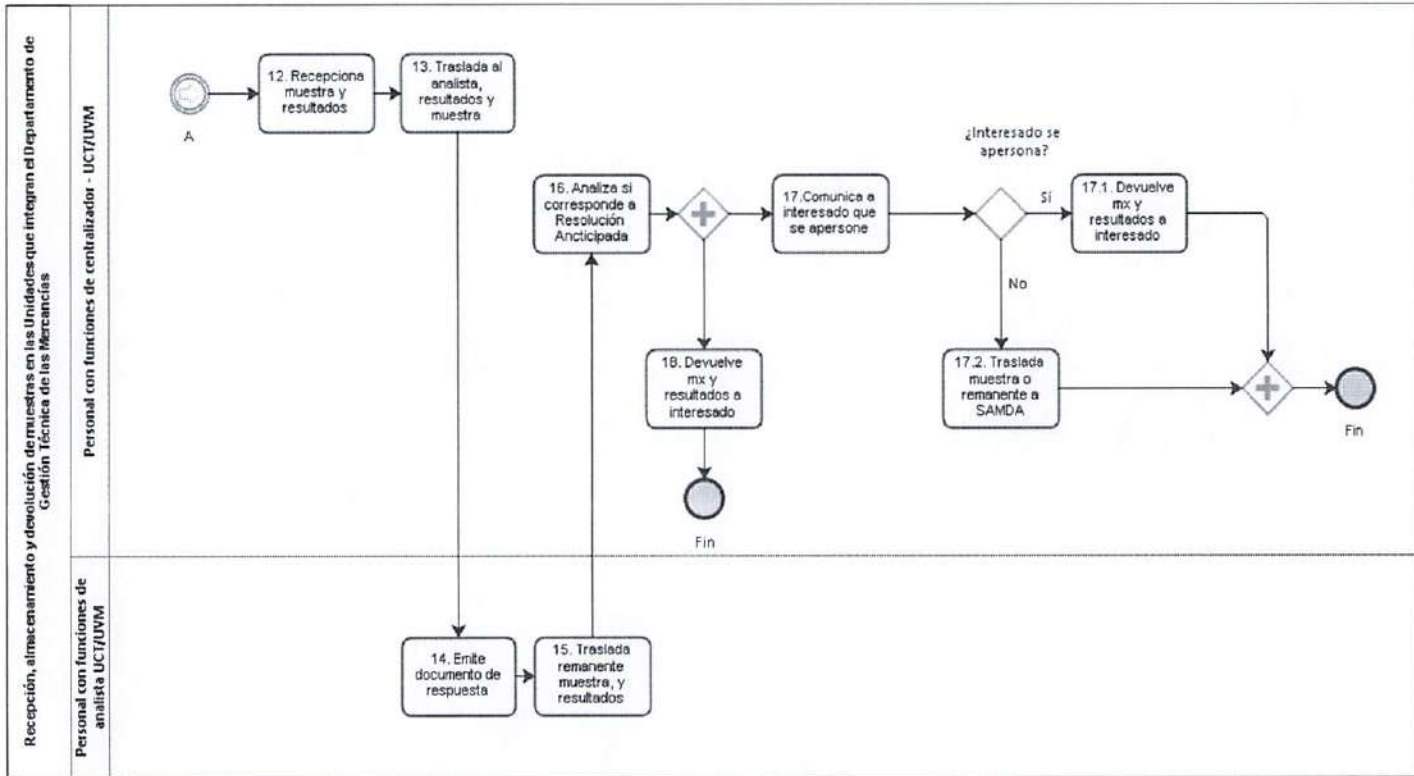 Recepción, almacenamiento y devolución de muestras en las Unidades que integran el Departamento de
Gestión Técnica de las Mercancías
Personal con funciones de centralizador - UCT/UVM
Personal con funciones de
analista UCT/UVM
A
12. Recepciona
muestra y
resultados
13. Traslada al
analista,
resultados y
muestra
14. Emite
documento de
respuesta
15. Traslada
remanente
muestra, y
resultados
16. Analiza si
corresponde a
Resolución
Ancticipada
17.Comunica a
interesado que
se apersone
18. Devuelve
mx y
resultados a
interesado
Fin
¿Interesado se
apersona?
Sí
17.1. Devuelve
mx y
resultados a
interesado
No
17.2. Traslada
muestra o
remanente a
SAMDA
Fin